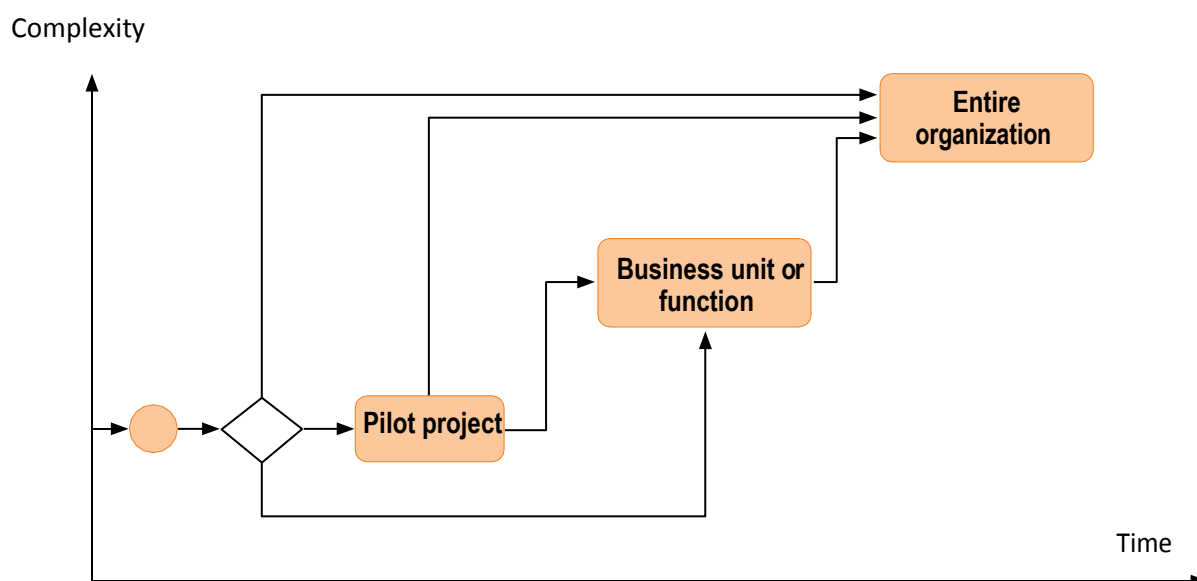 Complexity
Entire
organization
Business unit or
function
Pilot project
Time